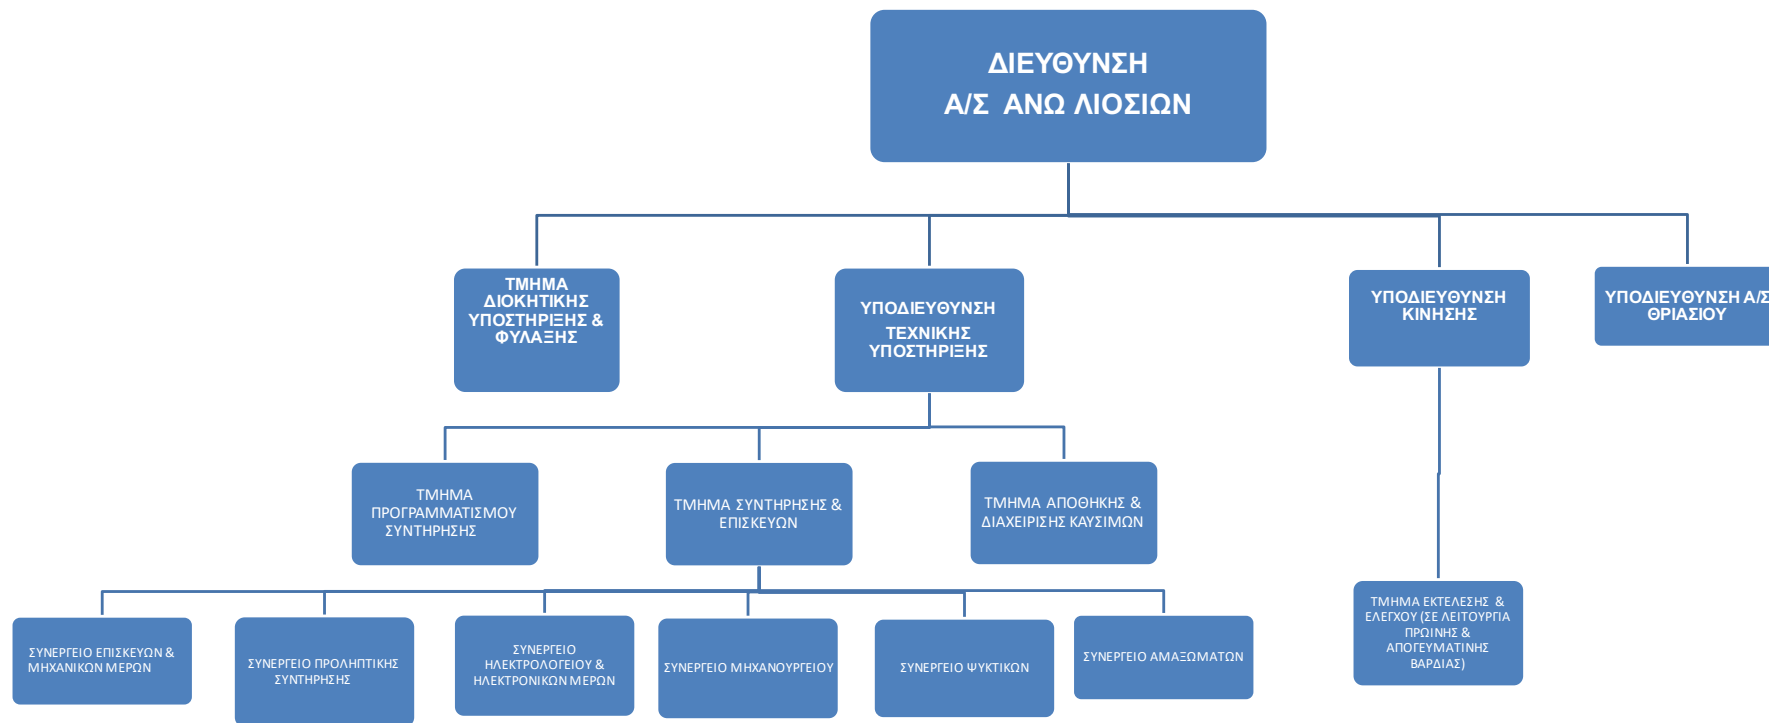 ΔΙΕΥΘΥΝΣΗ
Α/Σ ΑΝΩ ΛΙΟΣΙΩΝ
ΤΜΗΜΑ
ΔΙΟΚΗΤΙΚΗΣ
ΥΠΟΣΤΗΡΙΞΗΣ &
ΦΥΛΑΞΗΣ
ΥΠΟΔΙΕΥΘΥΝΣΗ
ΤΕΧΝΙΚΗΣ
ΥΠΟΣΤΗΡΙΞΗΣ
ΥΠΟΔΙΕΥΘΥΝΣΗ
ΚΙΝΗΣΗΣ
ΥΠΟΔΙΕΥΘΥΝΣΗ Α/Σ
ΘΡΙΑΣΙΟΥ
ΤΜΗΜΑ
ΠΡΟΓΡΑΜΜΑΤΙΣΜΟΥ
ΣΥΝΤΗΡΗΣΗΣ
ΤΜΗΜΑ ΣΥΝΤΗΡΗΣΗΣ &
ΕΠΙΣΚΕΥΩΝ
ΤΜΗΜΑ ΑΠΟΘΗΚΗΣ &
ΔΙΑΧΕΙΡΙΣΗΣ ΚΑΥΣΙΜΩΝ
ΣΥΝΕΡΓΕΙΟ ΕΠΙΣΚΕΥΩΝ &
ΜΗΧΑΝΙΚΩΝ ΜΕΡΩΝ
ΣΥΝΕΡΓΕΙΟ ΠΡΟΛΗΠΤΙΚΗΣ
ΣΥΝΤΗΡΗΣΗΣ
ΣΥΝΕΡΓΕΙΟ
ΗΛΕΚΤΡΟΛΟΓΕΙΟΥ &
ΗΛΕΚΤΡΟΝΙΚΩΝ ΜΕΡΩΝ
ΣΥΝΕΡΓΕΙΟ ΜΗΧΑΝΟΥΡΓΕΙΟΥ
ΣΥΝΕΡΓΕΙΟ ΨΥΚΤΙΚΩΝ
ΣΥΝΕΡΓΕΙΟ ΑΜΑΞΩΜΑΤΩΝ
ΤΜΗΜΑ ΕΚΤΕΛΕΣΗΣ &
ΕΛΕΓΧΟΥ (ΣΕ ΛΕΙΤΟΥΡΓΙΑ
ΠΡΩΙΝΗΣ &
ΑΠΟΓΕΥΜΑΤΙΝΗΣ
ΒΑΡΔΙΑΣ)